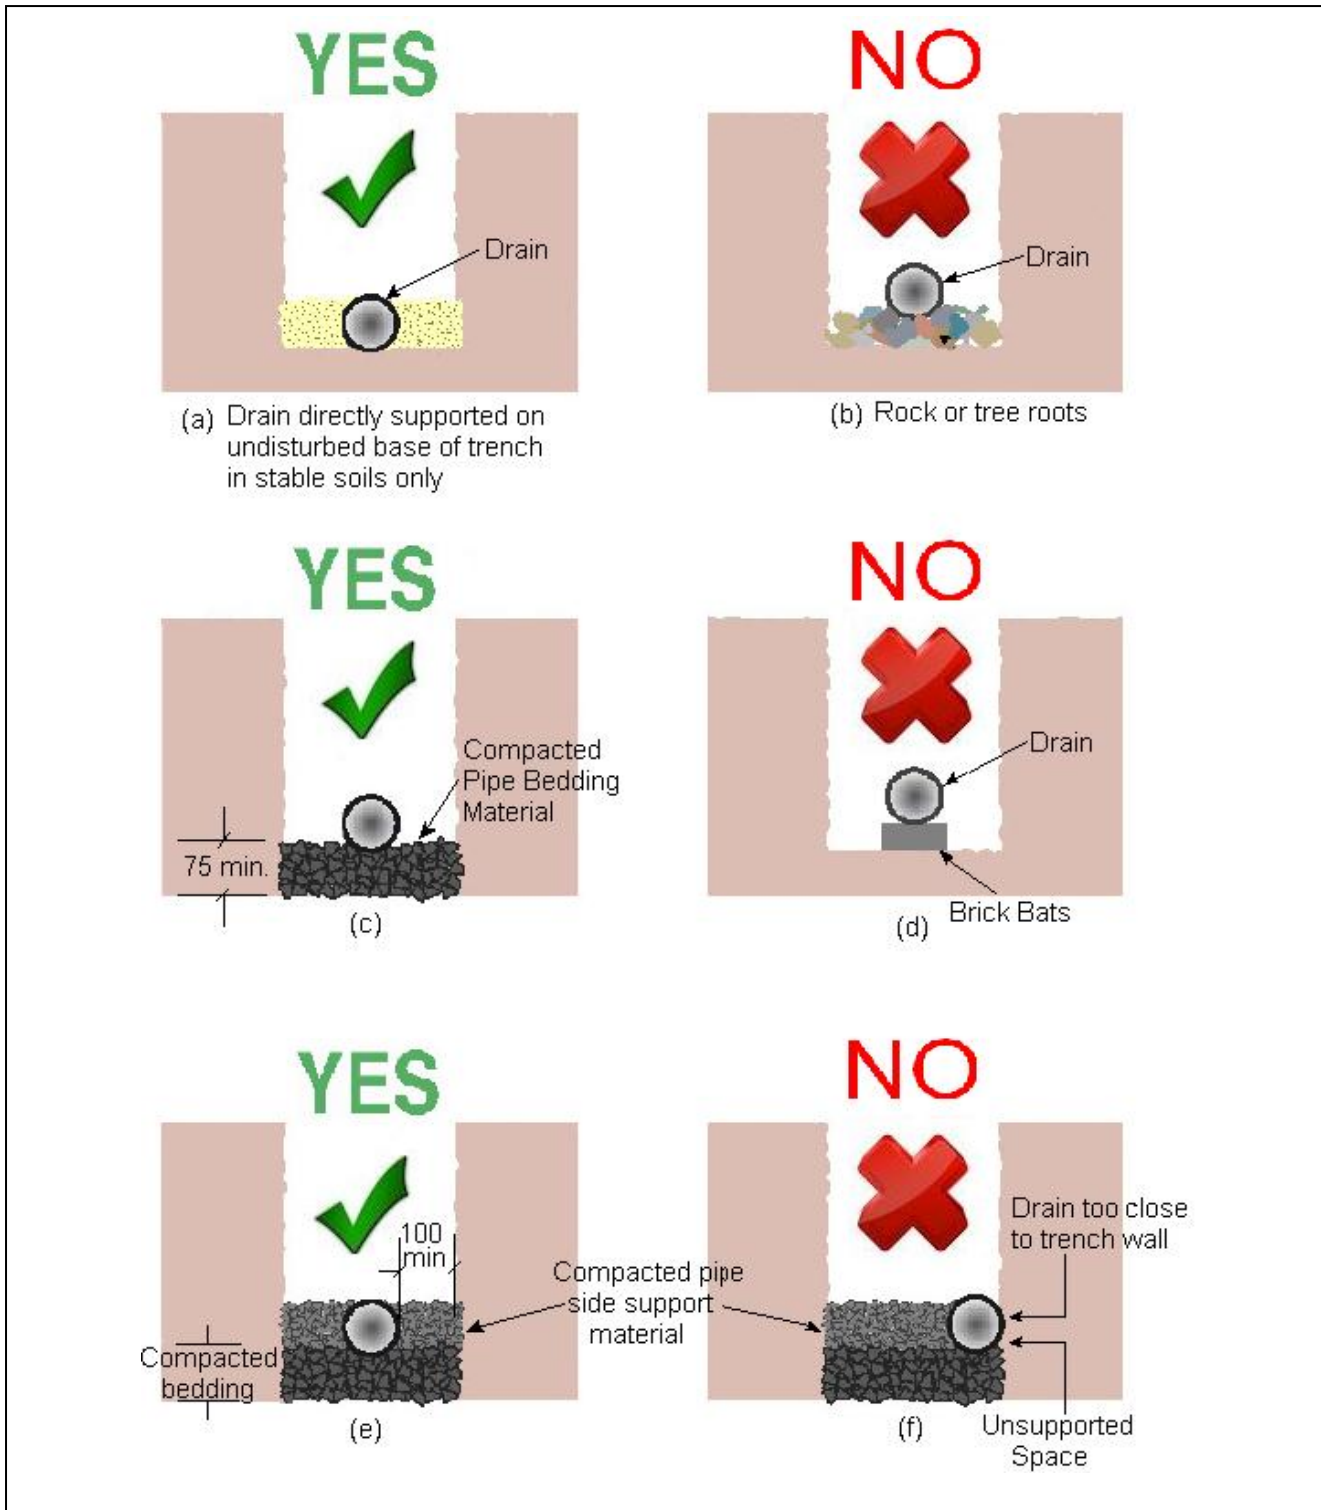 YES
NO
Drain
Drain
(a) Drain directly supported on
undisturbed base of trench
in stable soils only
(b) Rock or tree roots
YES
NO
Compacted
Pipe Bedding
Material
75 min.
(c)
Drain
Brick Bats
(d)
YES
NO
100
min
Compacted pipe
side support
material
Compacted
bedding
(e)
Drain too close
to trench wall
Unsupported
Space
(f)